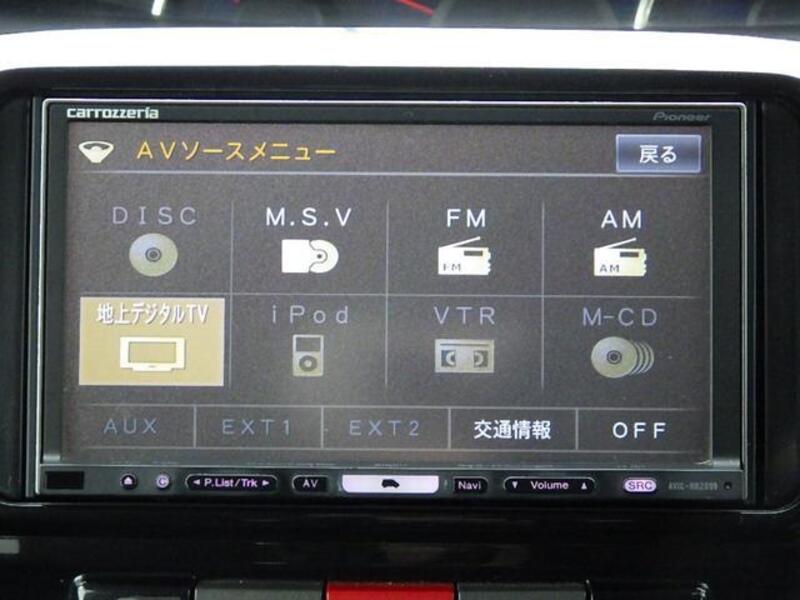 carrozzeria
Pioneer
AVソースメニュー
戻る
DISC
M.S.V
FM
AM
FM
AM
地上デジタルTV
iPod
VTR
M-CD
AUX
EXT1
EXT2
交通情報
OFF
◄ P.List/Trk ►
AV
Navi
▼ Volume ▲
SRC